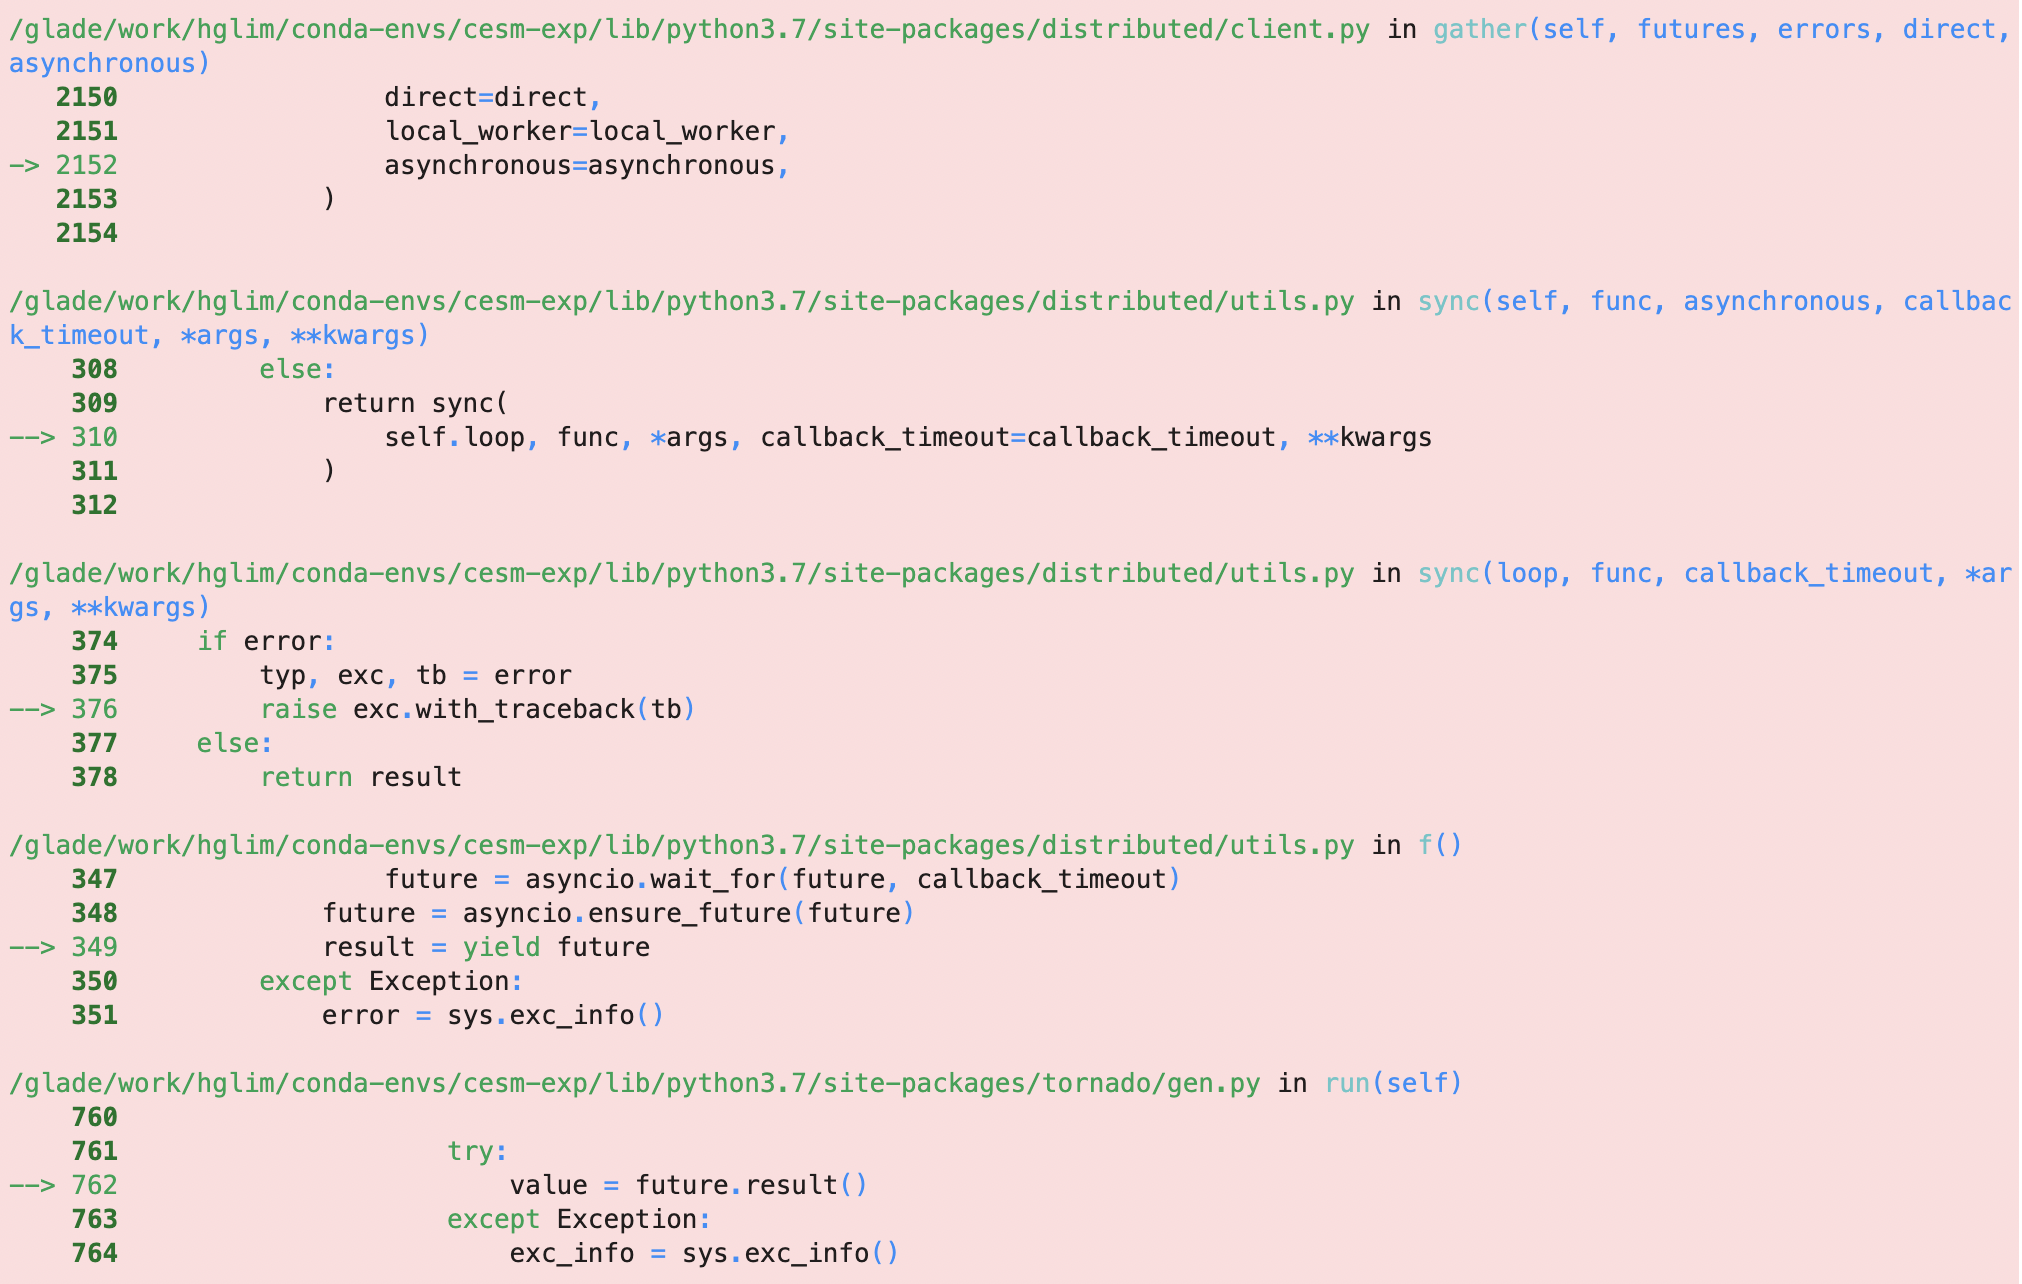 /glade/work/hglim/conda-envs/cesm-exp/lib/python3.7/site-packages/distributed/client.py in gather(self, futures, errors, direct,
asynchronous)
   2150                 direct=direct,
   2151                 local_worker=local_worker,
-> 2152                 asynchronous=asynchronous,
   2153             )
   2154

/glade/work/hglim/conda-envs/cesm-exp/lib/python3.7/site-packages/distributed/utils.py in sync(self, func, asynchronous, callbac
k_timeout, *args, **kwargs)
    308         else:
    309             return sync(
--> 310                 self.loop, func, *args, callback_timeout=callback_timeout, **kwargs
    311             )
    312

/glade/work/hglim/conda-envs/cesm-exp/lib/python3.7/site-packages/distributed/utils.py in sync(loop, func, callback_timeout, *ar
gs, **kwargs)
    374     if error:
    375         typ, exc, tb = error
--> 376         raise exc.with_traceback(tb)
    377     else:
    378         return result

/glade/work/hglim/conda-envs/cesm-exp/lib/python3.7/site-packages/distributed/utils.py in f()
    347                 future = asyncio.wait_for(future, callback_timeout)
    348             future = asyncio.ensure_future(future)
--> 349             result = yield future
    350         except Exception:
    351             error = sys.exc_info()

/glade/work/hglim/conda-envs/cesm-exp/lib/python3.7/site-packages/tornado/gen.py in run(self)
    760
    761                     try:
--> 762                         value = future.result()
    763                     except Exception:
    764                         exc_info = sys.exc_info()